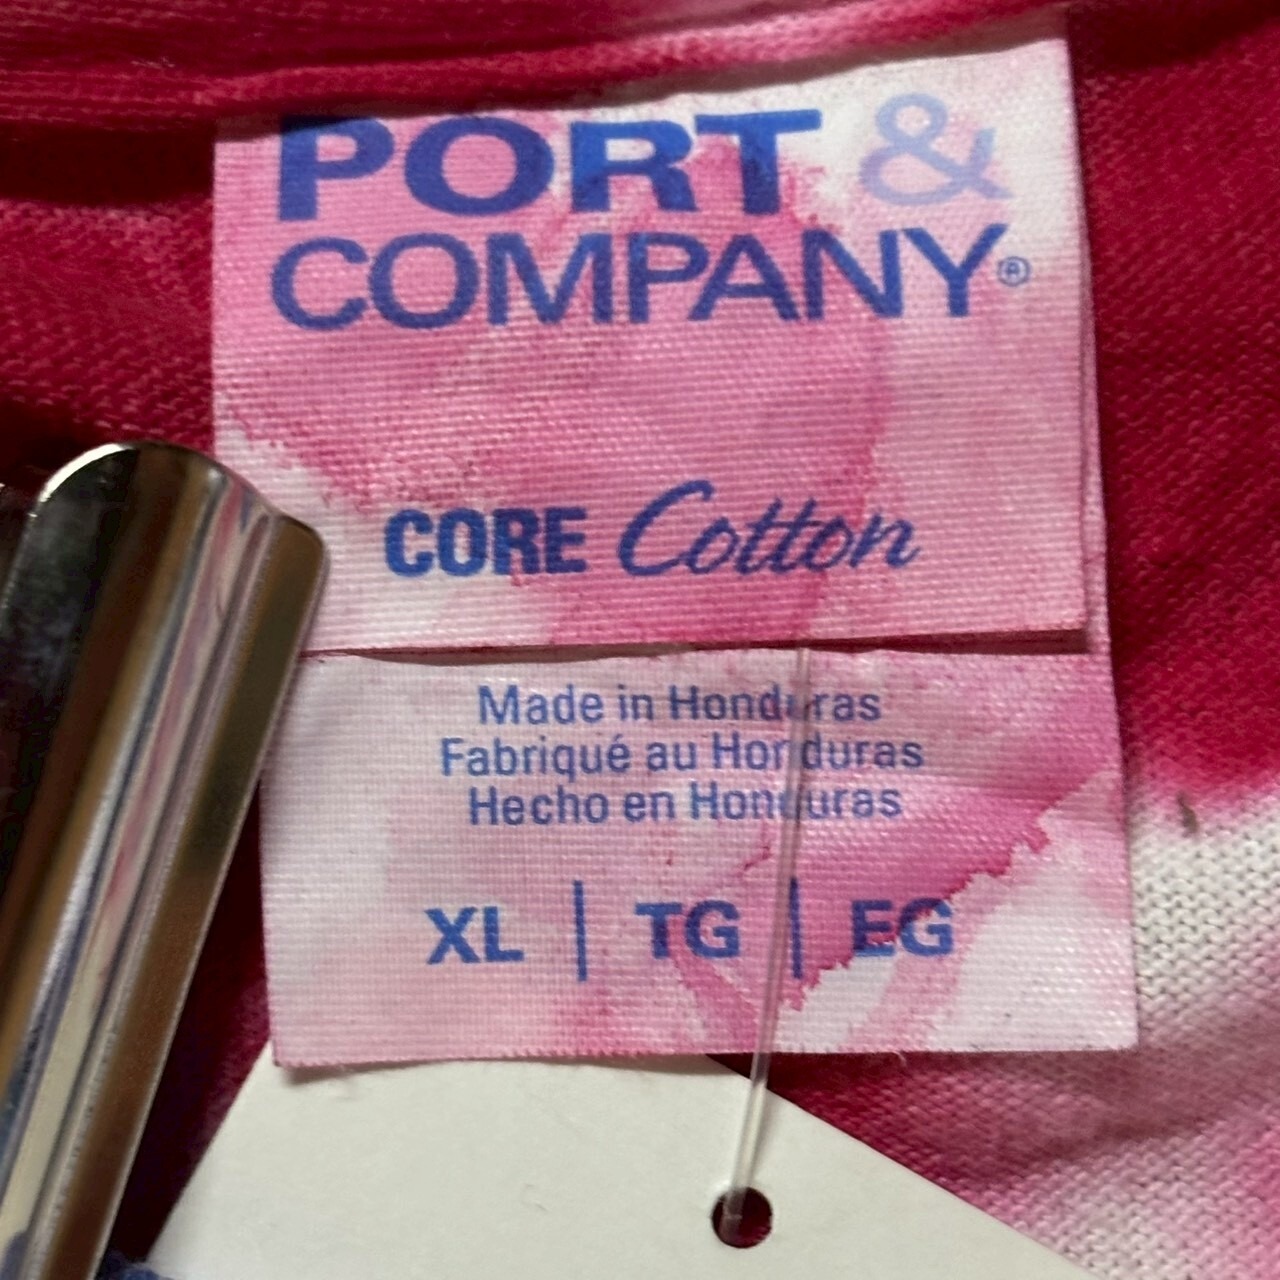 PORT &
COMPANY®
CORE Cotton
Made in Honduras
Fabriqué au Honduras
Hecho en Honduras
XL | TG | EG